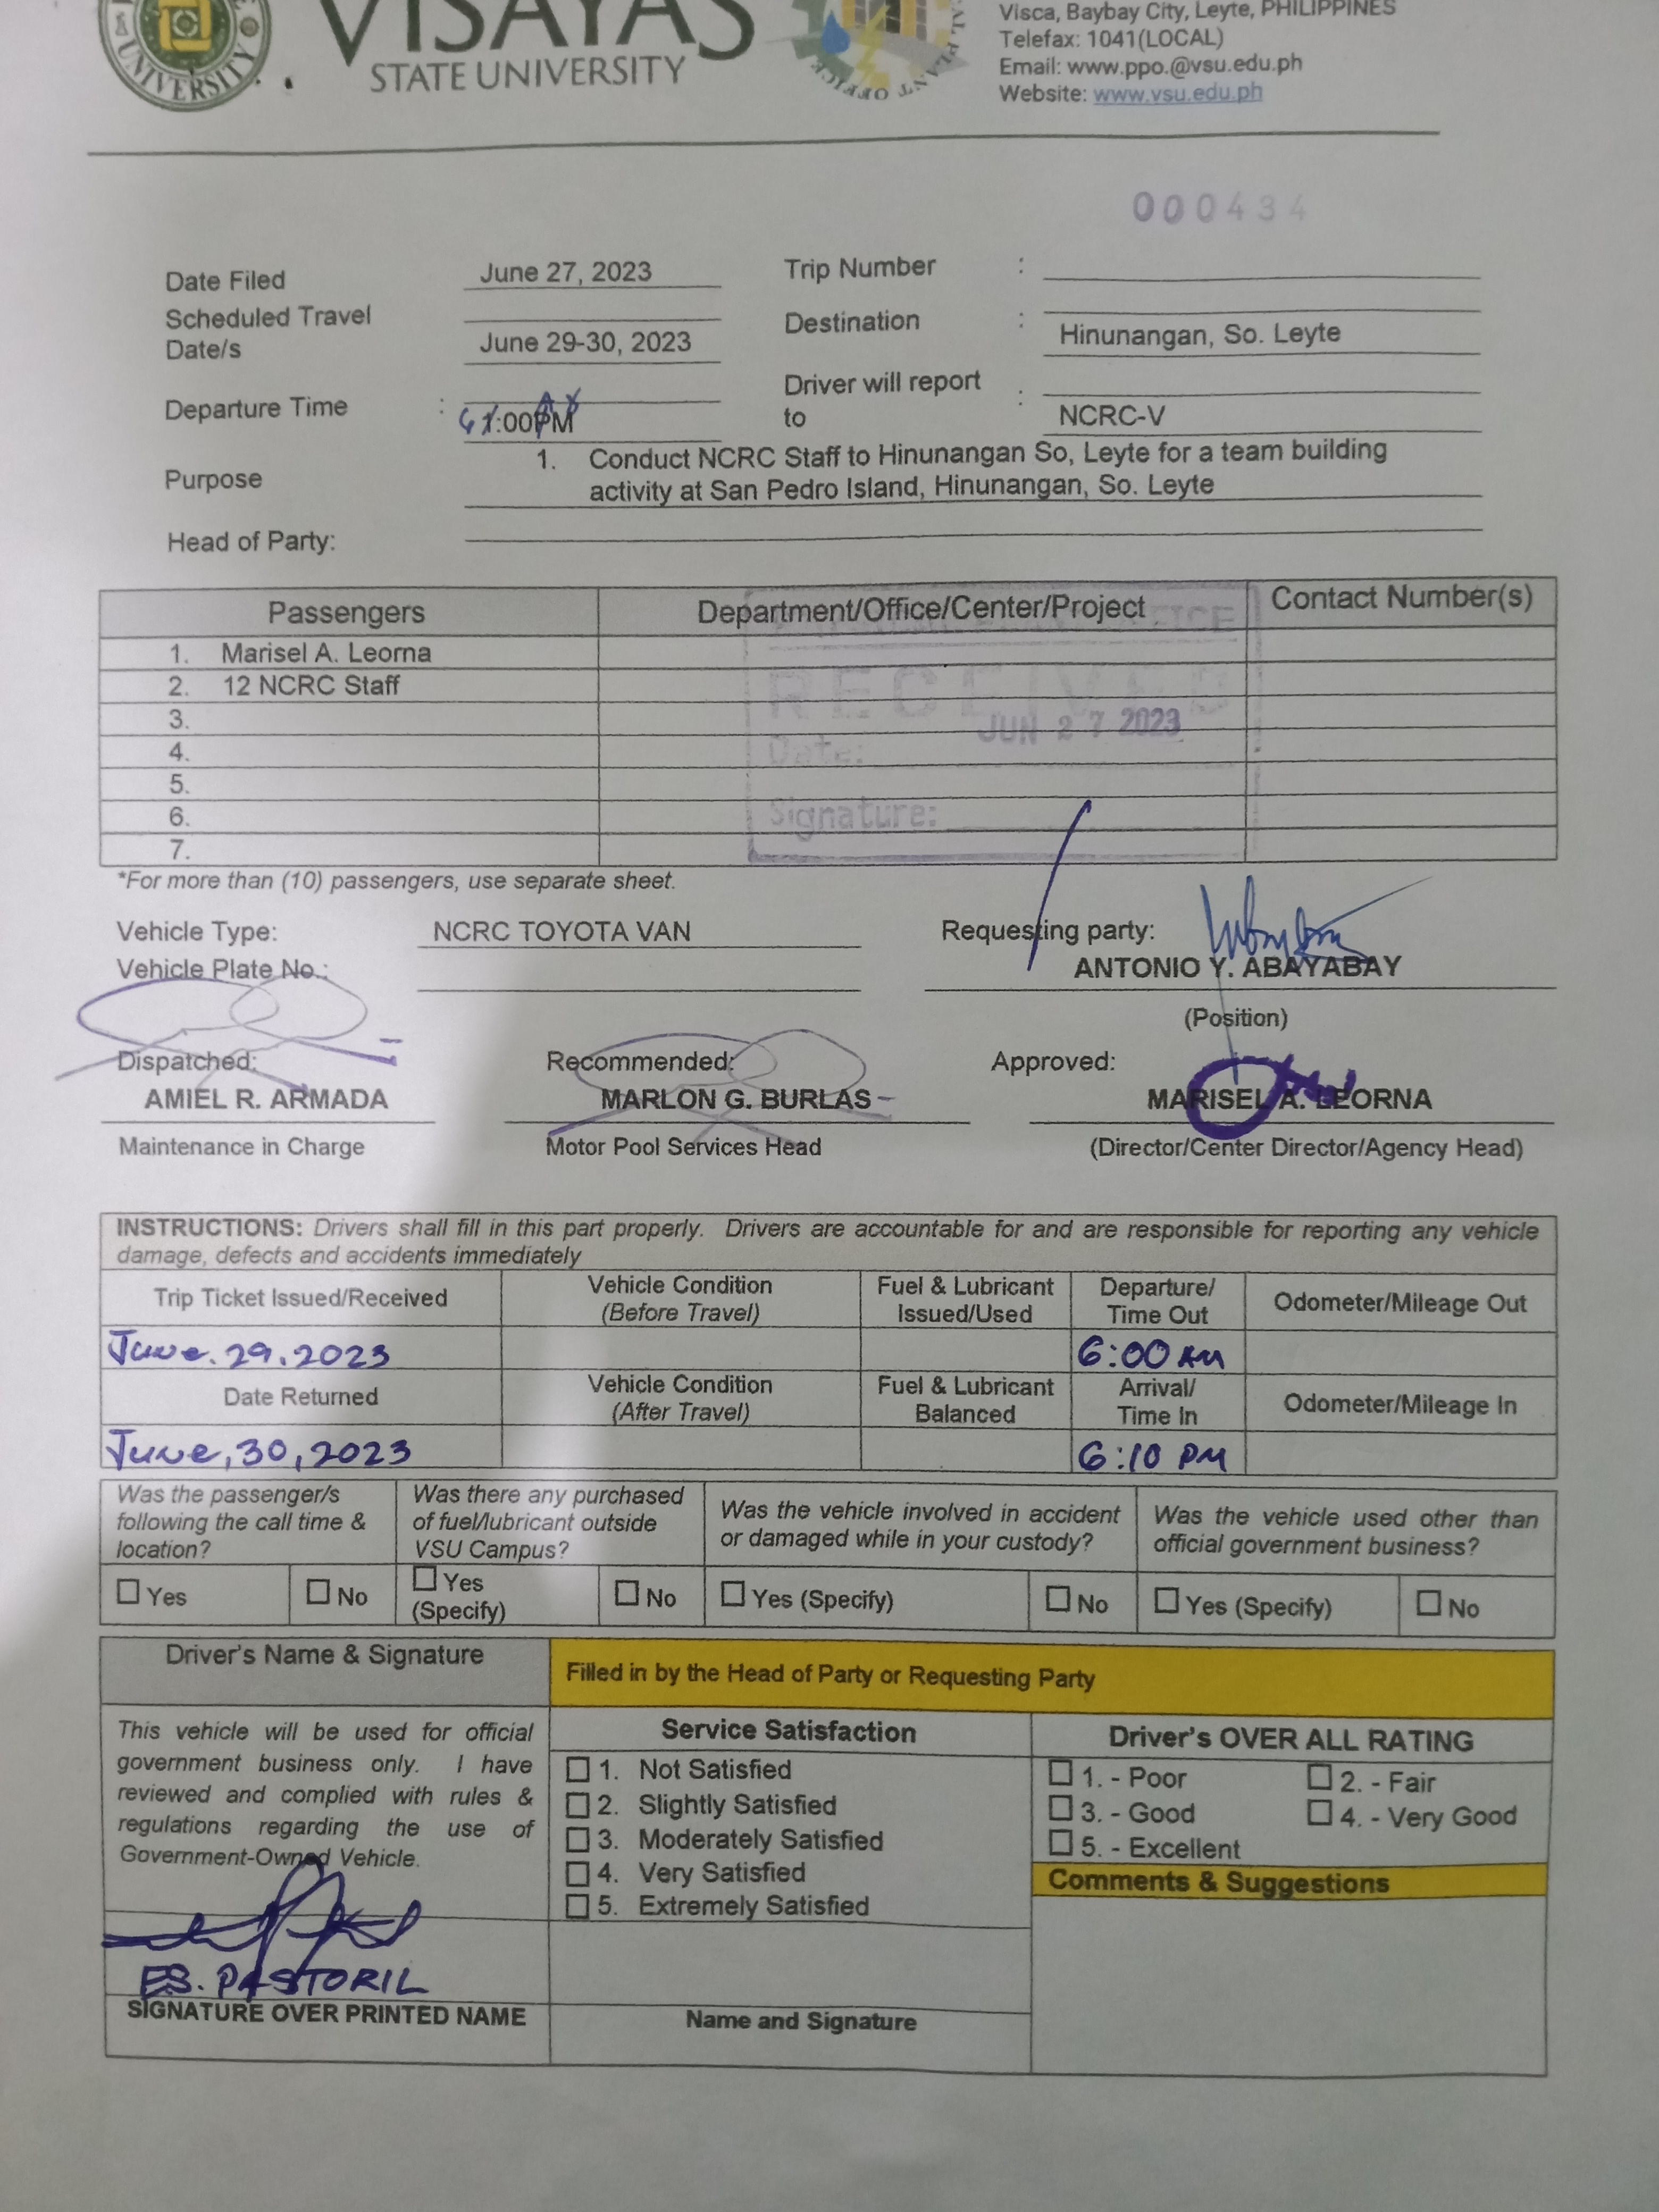 VISAYAS
STATE UNIVERSITY
UNIVERSITY
Visca, Baybay City, Leyte, PHILIPPINES
Telefax: 1041(LOCAL)
Email: www.ppo.@vsu.edu.ph
Website: www.vsu.edu.ph
000434
Date Filed June 27, 2023 Trip Number :
Scheduled Travel Date/s June 29-30, 2023 Destination : Hinunangan, So. Leyte
Departure Time : :00 Driver will report to : NCRC-V
Purpose 1. Conduct NCRC Staff to Hinunangan So, Leyte for a team building
activity at San Pedro Island, Hinunangan, So. Leyte
Head of Party:
Passengers Department/Office/Center/Project Contact Number(s)
1. Marisel A. Leorna
2. 12 NCRC Staff
3.
4.
5.
6.
7.
RECEIVED
Date: JUN 27 2023
Signature:
*For more than (10) passengers, use separate sheet.
Vehicle Type: NCRC TOYOTA VAN Requesting party:
Vehicle Plate No.: ANTONIO Y. ABAYABAY
(Position)
Dispatched: Recommended: Approved:
AMIEL R. ARMADA MARLON G. BURLAS MARISEL A. LEORNA
Maintenance in Charge Motor Pool Services Head (Director/Center Director/Agency Head)
INSTRUCTIONS: Drivers shall fill in this part properly. Drivers are accountable for and are responsible for reporting any vehicle
damage, defects and accidents immediately
Trip Ticket Issued/Received Vehicle Condition (Before Travel) Fuel & Lubricant Issued/Used Departure/ Time Out Odometer/Mileage Out
June. 29. 2023 6:00 AM
Date Returned Vehicle Condition (After Travel) Fuel & Lubricant Balanced Arrival/ Time In Odometer/Mileage In
June, 30, 2023 6:10 PM
Was the passenger/s following the call time & location?
Was there any purchased of fuel/lubricant outside VSU Campus?
Was the vehicle involved in accident or damaged while in your custody?
Was the vehicle used other than official government business?
☐ Yes ☐ No ☐ Yes (Specify) ☐ No ☐ Yes (Specify) ☐ No ☐ Yes (Specify) ☐ No
Driver's Name & Signature
Filled in by the Head of Party or Requesting Party
This vehicle will be used for official
government business only. I have
reviewed and complied with rules &
regulations regarding the use of
Government-Owned Vehicle.
E.S. PASTORIL
SIGNATURE OVER PRINTED NAME
Service Satisfaction
☐ 1. Not Satisfied
☐ 2. Slightly Satisfied
☐ 3. Moderately Satisfied
☐ 4. Very Satisfied
☐ 5. Extremely Satisfied
Name and Signature
Driver's OVER ALL RATING
☐ 1. - Poor ☐ 2. - Fair
☐ 3. - Good ☐ 4. - Very Good
☐ 5. - Excellent
Comments & Suggestions